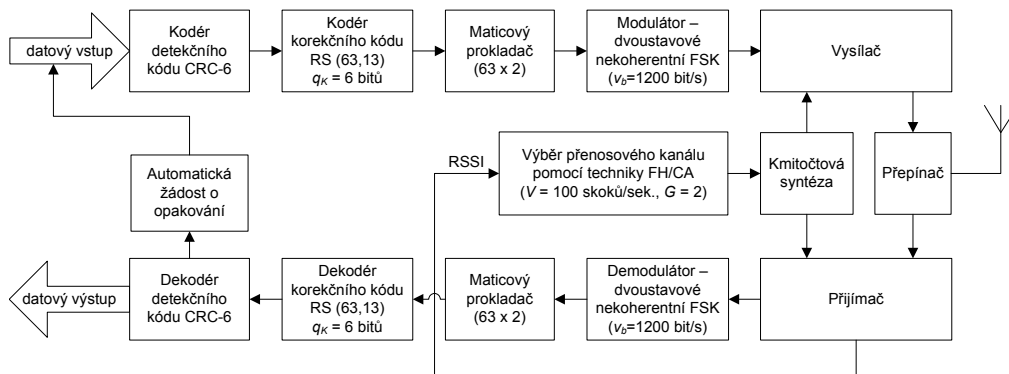 datový vstup
Kodér
detekčního
kódu CRC-6
Kodér
korekčního kódu
RS (63,13)
qK = 6 bitů
Maticový
prokladač
(63 x 2)
Modulátor –
dvoustavové
nekoherentní FSK
(vb=1200 bit/s)
Vysílač
Automatická
žádost o
opakování
RSSI
Výběr přenosového kanálu
pomocí techniky FH/CA
(V = 100 skoků/sek., G = 2)
Kmitočtová
syntéza
Přepínač
datový výstup
Dekodér
detekčního
kódu CRC-6
Dekodér
korekčního kódu
RS (63,13)
qK = 6 bitů
Maticový
prokladač
(63 x 2)
Demodulátor –
dvoustavové
nekoherentní FSK
(vb=1200 bit/s)
Přijímač